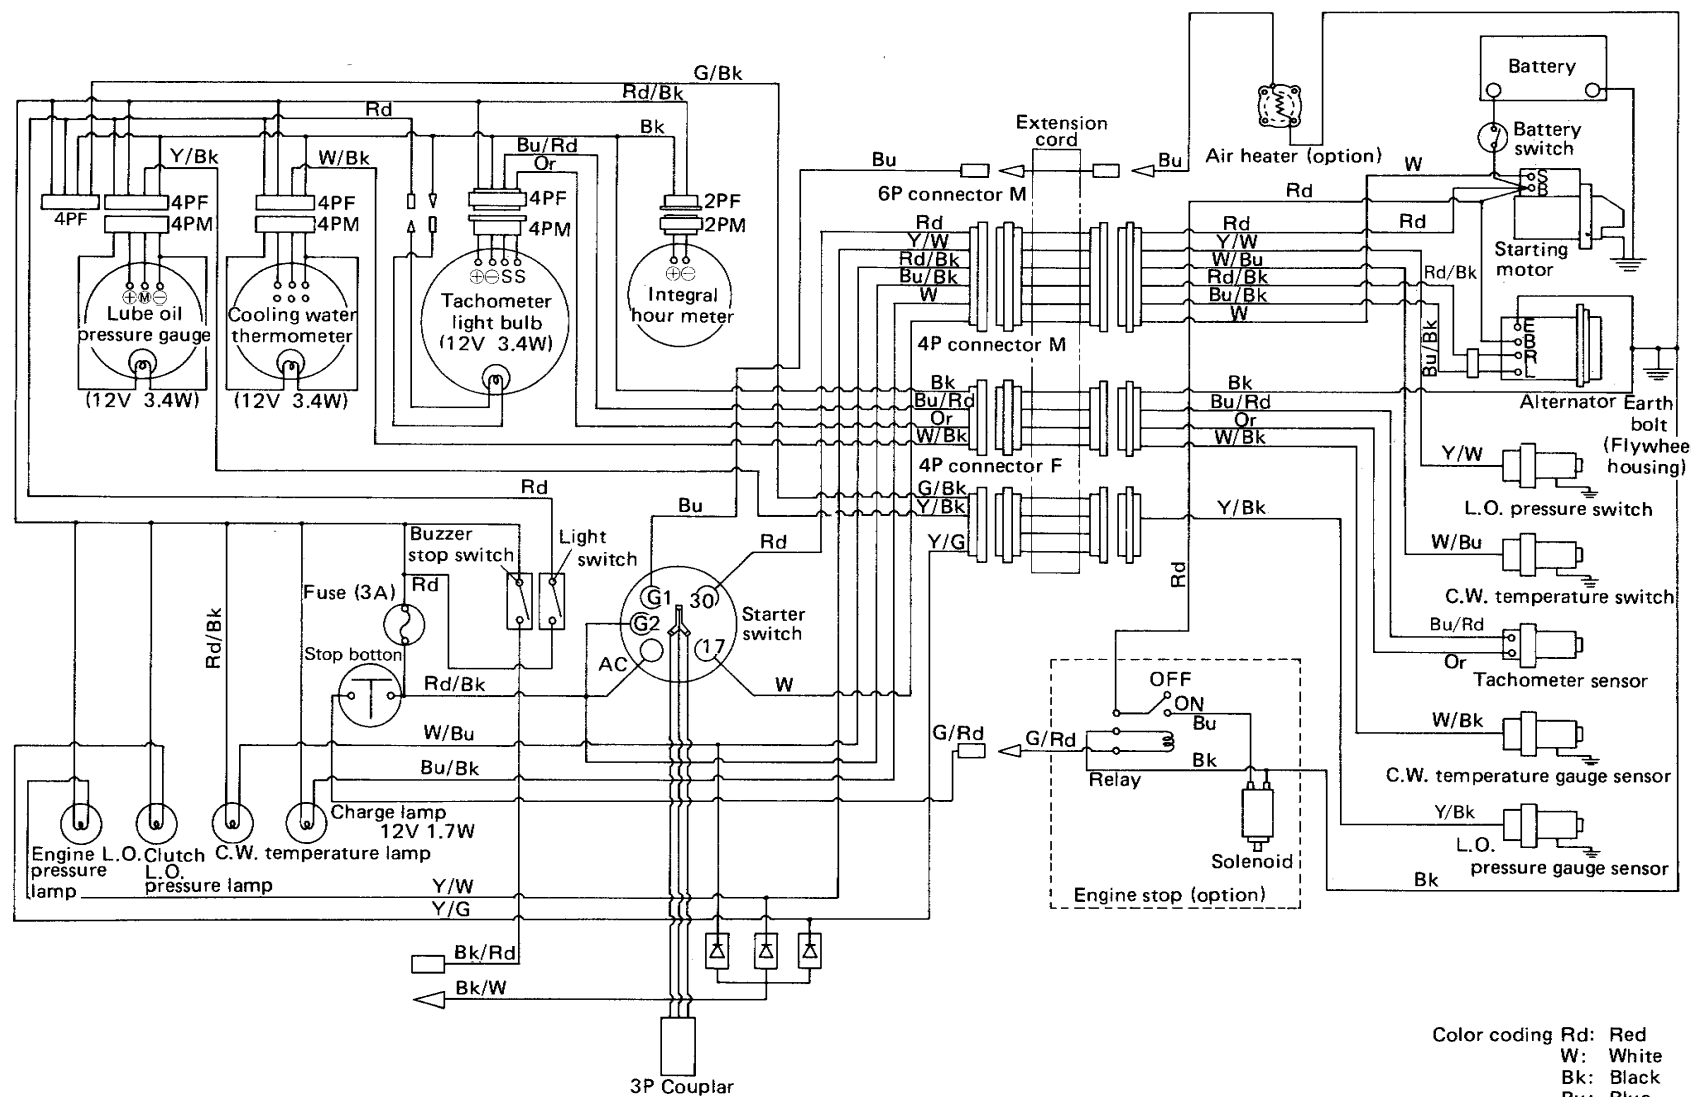 G/Bk
Rd/Bk
Rd
Bk
Battery
Extension
cord
Battery
switch
Air heater (option)
Y/Bk
W/Bk
Bu/Rd
Or
Bu
Bu
W
S
B
6P connector M
Rd
4PF
4PF
4PM
4PF
4PM
4PF
4PM
2PF
2PM
Rd
Y/W
Rd/Bk
Bu/Bk
W
Rd
Y/W
W/Bu
Rd/Bk
Bu/Bk
W
Rd
Starting
motor
Rd/Bk
Bu/Bk
⊕M⊖
Lube oil
pressure gauge
(12V 3.4W)
Cooling water
thermometer
(12V 3.4W)
⊕⊖SS
Tachometer
light bulb
(12V 3.4W)
⊕⊖
Integral
hour meter
E
B
R
L
Alternator
Earth
bolt
(Flywhee
housing)
4P connector M
Bk
Bu/Rd
Or
W/Bk
Bk
Bu/Rd
Or
W/Bk
4P connector F
G/Bk
Y/Bk
Y/G
Y/Bk
Y/W
L.O. pressure switch
W/Bu
C.W. temperature switch
Bu/Rd
Or
Tachometer sensor
W/Bk
C.W. temperature gauge sensor
Y/Bk
L.O.
pressure gauge sensor
Rd
Bu
Rd
Buzzer
stop switch
Light
switch
Rd
Fuse (3A)
Rd/Bk
Stop botton
Rd/Bk
G1
30
G2
17
AC
Starter
switch
W
Rd
W/Bu
Bu/Bk
G/Rd
G/Rd
OFF
ON
Bu
Bk
Relay
Solenoid
Engine stop (option)
Bk
Charge lamp
12V 1.7W
Engine L.O.
pressure
lamp
Clutch
L.O.
pressure lamp
C.W. temperature lamp
Y/W
Y/G
Bk/Rd
Bk/W
3P Couplar
Color coding Rd: Red
W: White
Bk: Black
Bu: Blue